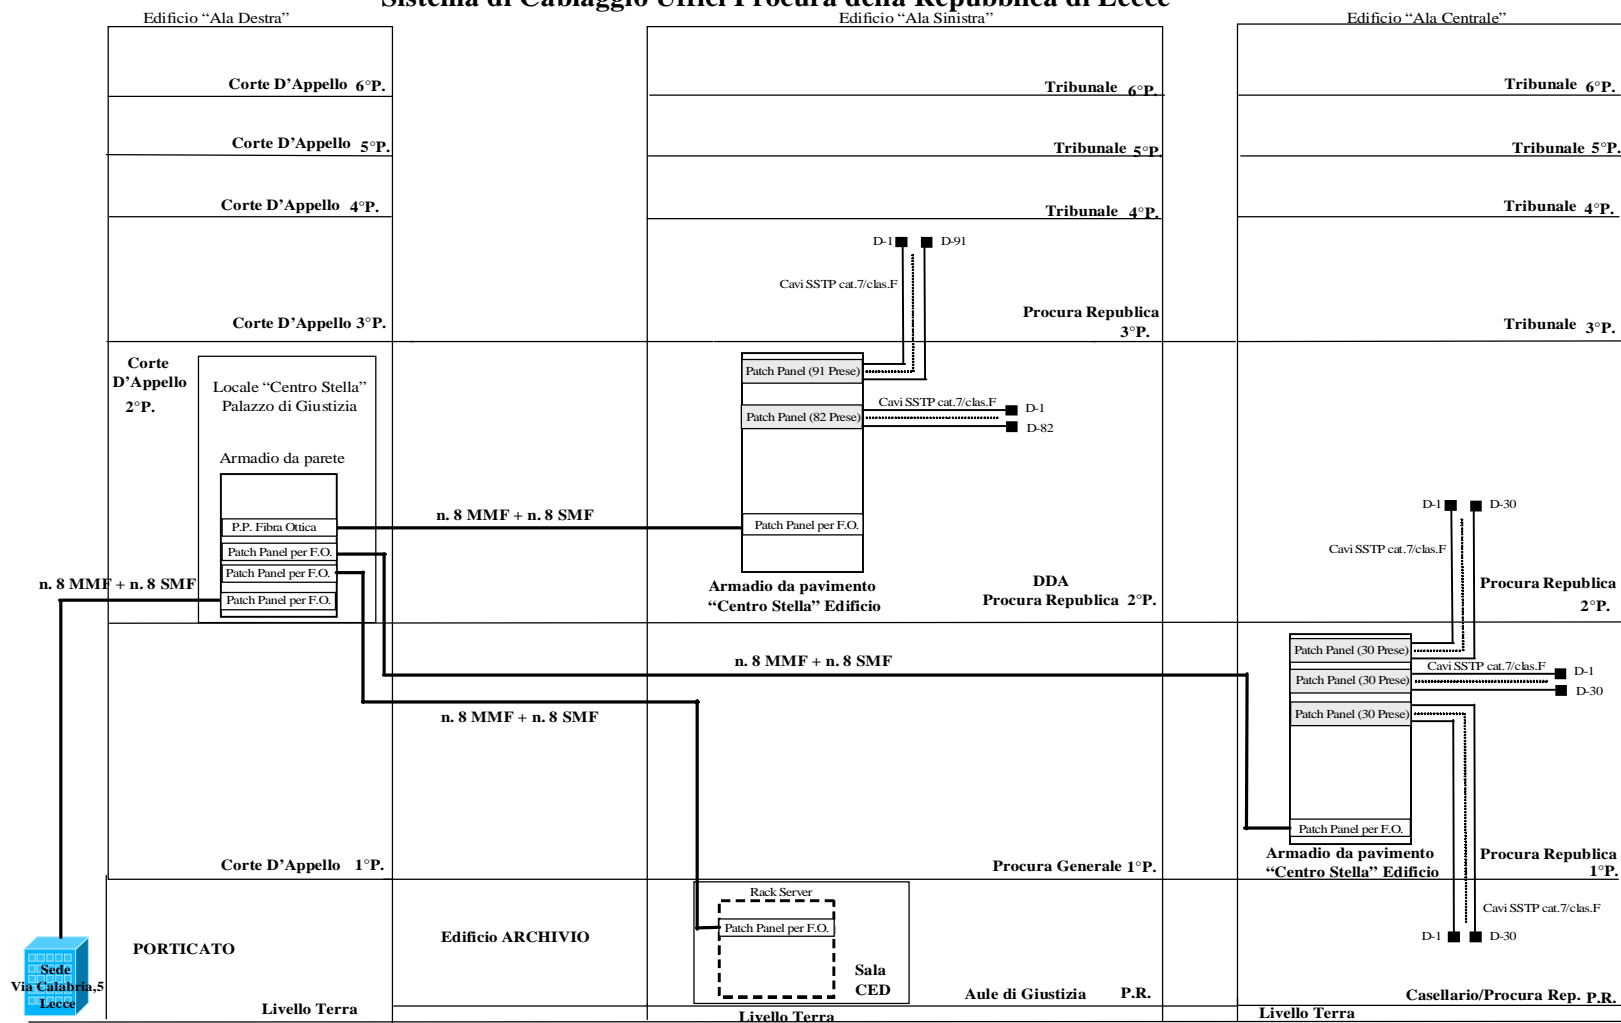 Sistema di Cablaggio Uffici Procura della Repubblica di Lecce
Edificio “Ala Destra”
Edificio “Ala Sinistra”
Edificio “Ala Centrale”
Corte D’Appello 6°P.
Tribunale 6°P.
Tribunale 6°P.
Corte D’Appello 5°P.
Tribunale 5°P.
Tribunale 5°P.
Corte D’Appello 4°P.
Tribunale 4°P.
Tribunale 4°P.
D-1
D-91
Cavi SSTP cat.7/clas.F
Corte D’Appello 3°P.
Procura Republica
3°P.
Tribunale 3°P.
Corte
D’Appello
2°P.
Locale “Centro Stella”
Palazzo di Giustizia
Armadio da parete
P.P. Fibra Ottica
Patch Panel per F.O.
Patch Panel per F.O.
Patch Panel per F.O.
n. 8 MMF + n. 8 SMF
n. 8 MMF + n. 8 SMF
Patch Panel (91 Prese)
Patch Panel (82 Prese)
Cavi SSTP cat.7/clas.F
D-1
D-82
Patch Panel per F.O.
Armadio da pavimento
“Centro Stella” Edificio
DDA
Procura Republica 2°P.
D-1
D-30
Cavi SSTP cat.7/clas.F
Procura Republica
2°P.
n. 8 MMF + n. 8 SMF
n. 8 MMF + n. 8 SMF
Patch Panel (30 Prese)
Patch Panel (30 Prese)
Patch Panel (30 Prese)
Cavi SSTP cat.7/clas.F
D-1
D-30
Patch Panel per F.O.
Armadio da pavimento
“Centro Stella” Edificio
Corte D’Appello 1°P.
Procura Generale 1°P.
Procura Republica
1°P.
Cavi SSTP cat.7/clas.F
D-1
D-30
Rack Server
Patch Panel per F.O.
Sala
CED
PORTICATO
Edificio ARCHIVIO
Sede
Via Calabria,5
Lecce
Aule di Giustizia P.R.
Casellario/Procura Rep. P.R.
Livello Terra
Livello Terra
Livello Terra